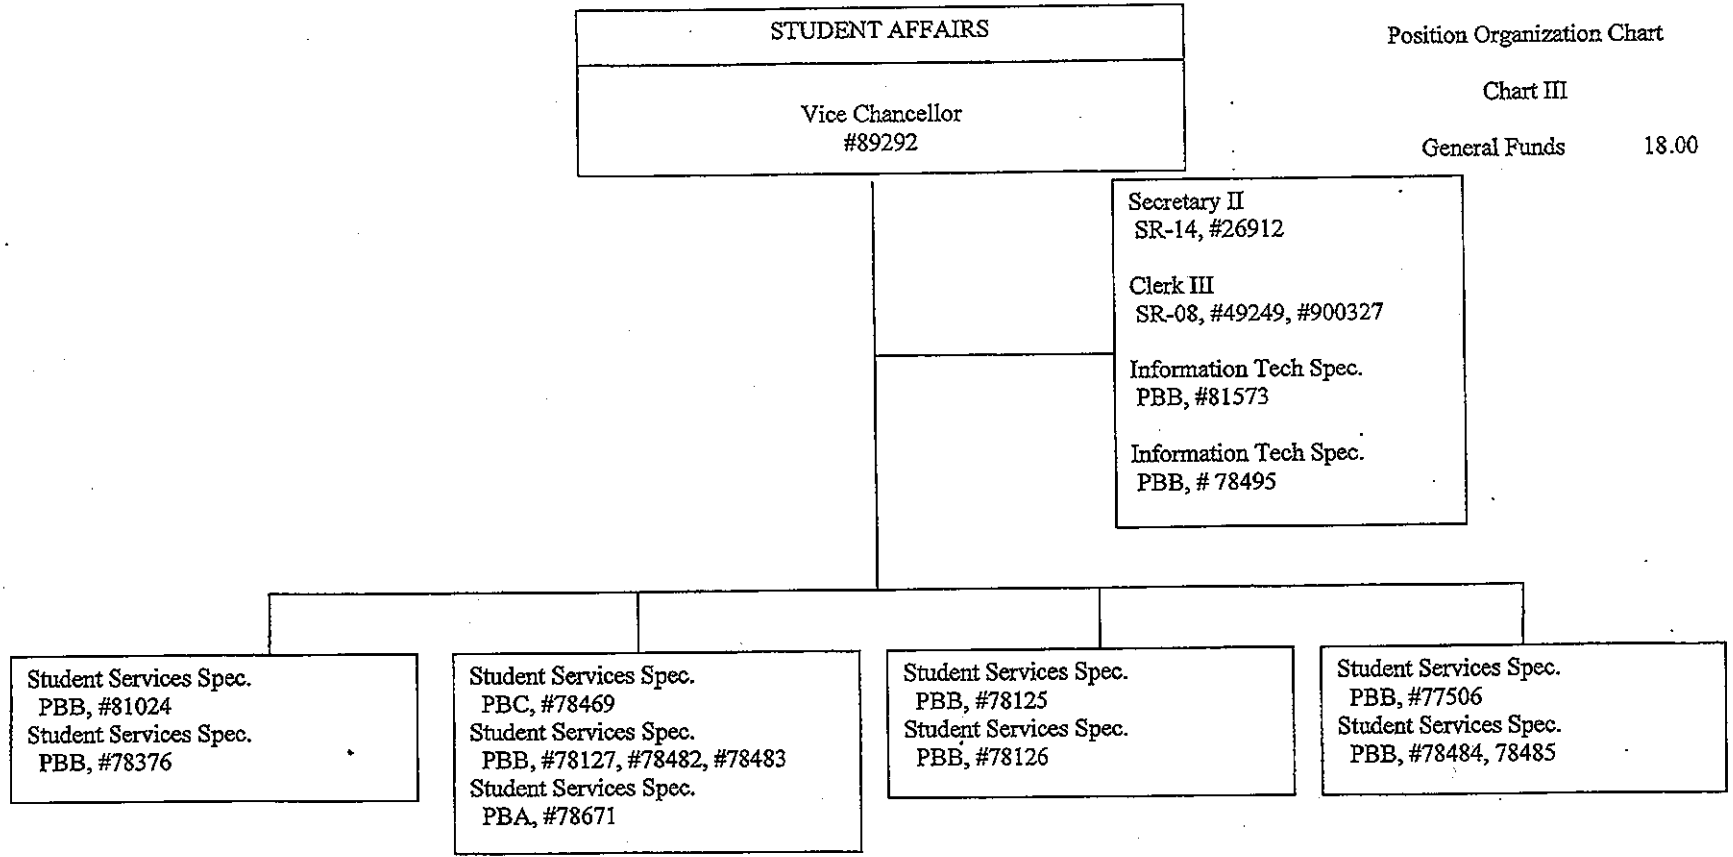 STUDENT AFFAIRS
Vice Chancellor
#89292
Position Organization Chart
Chart III
General Funds 18.00
Secretary II
SR-14, #26912
Clerk III
SR-08, #49249, #900327
Information Tech Spec.
PBB, #81573
Information Tech Spec.
PBB, # 78495
Student Services Spec.
PBB, #81024
Student Services Spec.
PBB, #78376
Student Services Spec.
PBC, #78469
Student Services Spec.
PBB, #78127, #78482, #78483
Student Services Spec.
PBA, #78671
Student Services Spec.
PBB, #78125
Student Services Spec.
PBB, #78126
Student Services Spec.
PBB, #77506
Student Services Spec.
PBB, #78484, 78485